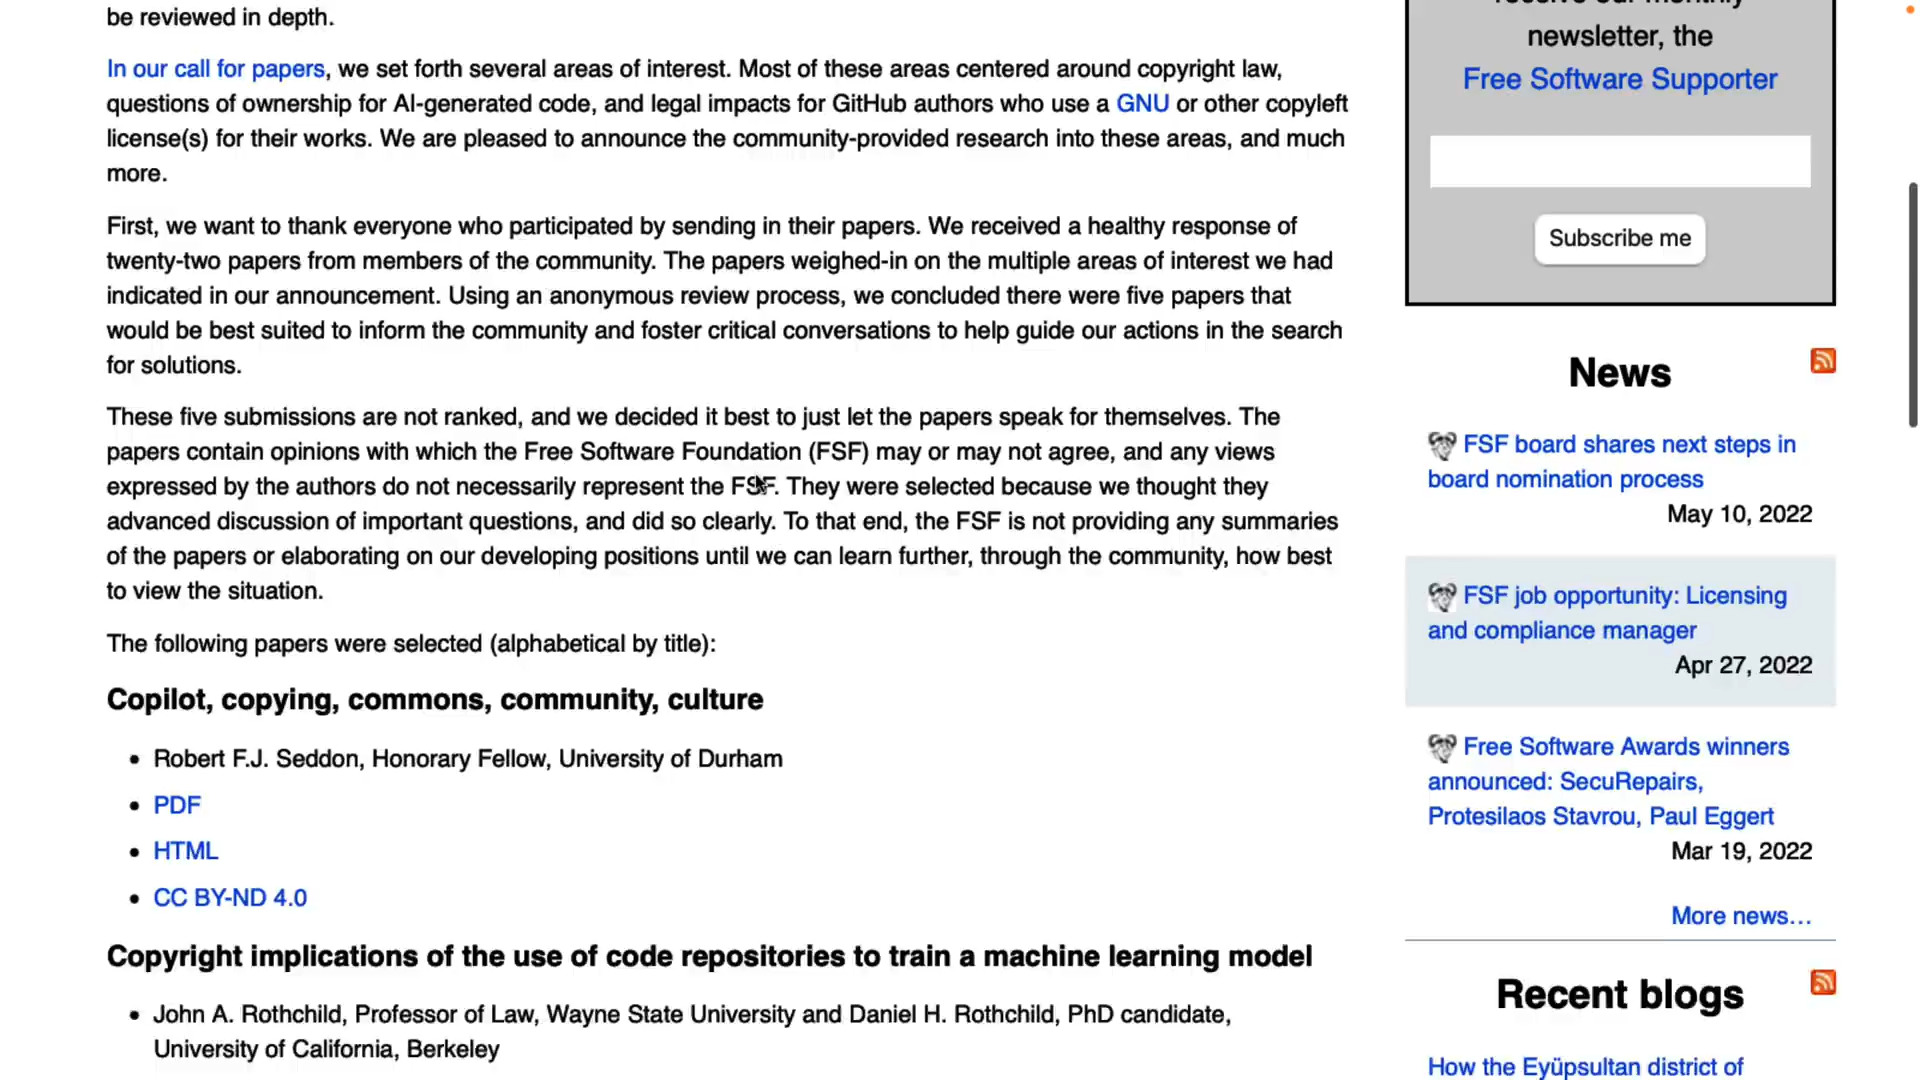 be reviewed in depth.
In our call for papers, we set forth several areas of interest. Most of these areas centered around copyright law,
questions of ownership for AI-generated code, and legal impacts for GitHub authors who use a GNU or other copyleft
license(s) for their works. We are pleased to announce the community-provided research into these areas, and much
more.
First, we want to thank everyone who participated by sending in their papers. We received a healthy response of
twenty-two papers from members of the community. The papers weighed-in on the multiple areas of interest we had
indicated in our announcement. Using an anonymous review process, we concluded there were five papers that
would be best suited to inform the community and foster critical conversations to help guide our actions in the search
for solutions.
These five submissions are not ranked, and we decided it best to just let the papers speak for themselves. The
papers contain opinions with which the Free Software Foundation (FSF) may or may not agree, and any views
expressed by the authors do not necessarily represent the FSF. They were selected because we thought they
advanced discussion of important questions, and did so clearly. To that end, the FSF is not providing any summaries
of the papers or elaborating on our developing positions until we can learn further, through the community, how best
to view the situation.
The following papers were selected (alphabetical by title):
Copilot, copying, commons, community, culture
Robert F.J. Seddon, Honorary Fellow, University of Durham
PDF
HTML
CC BY-ND 4.0
Copyright implications of the use of code repositories to train a machine learning model
John A. Rothchild, Professor of Law, Wayne State University and Daniel H. Rothchild, PhD candidate,
University of California, Berkeley
receive our monthly
newsletter, the
Free Software Supporter
Subscribe me
News
FSF board shares next steps in
board nomination process
May 10, 2022
FSF job opportunity: Licensing
and compliance manager
Apr 27, 2022
Free Software Awards winners
announced: SecuRepairs,
Protesilaos Stavrou, Paul Eggert
Mar 19, 2022
More news…
Recent blogs
How the Eyüpsultan district of